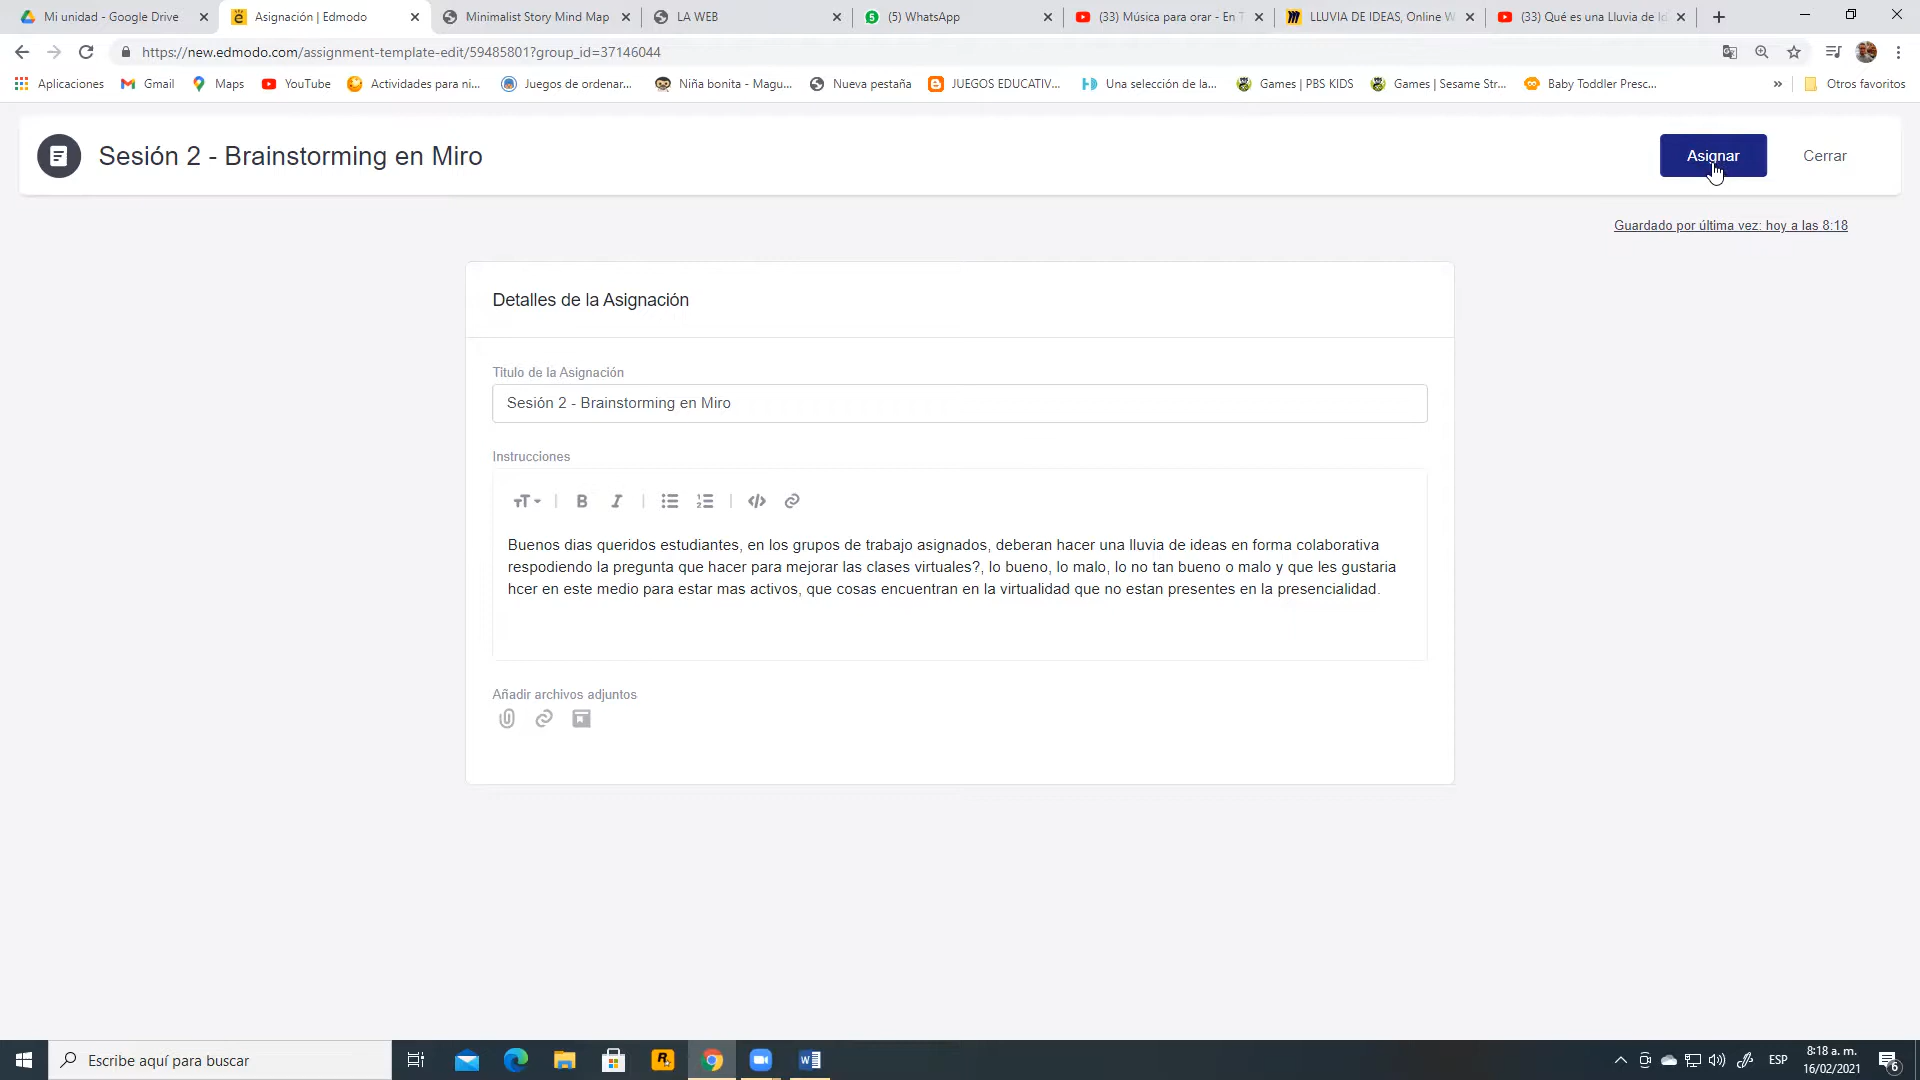 Mi unidad - Google Drive
Asignación | Edmodo
Minimalist Story Mind Map
LA WEB
(5) WhatsApp
(33) Música para orar - En T
LLUVIA DE IDEAS, Online W
(33) Qué es una Lluvia de Id
https://new.edmodo.com/assignment-template-edit/59485801?group_id=37146044
Aplicaciones
Gmail
Maps
YouTube
Actividades para ni...
Juegos de ordenar...
Niña bonita - Magu...
Nueva pestaña
JUEGOS EDUCATIV...
Una selección de la...
Games | PBS KIDS
Games | Sesame Str...
Baby Toddler Presc...
»
Otros favoritos
Sesión 2 - Brainstorming en Miro
Asignar
Cerrar
Guardado por última vez: hoy a las 8:18
Detalles de la Asignación
Titulo de la Asignación
Sesión 2 - Brainstorming en Miro
Instrucciones
Buenos dias queridos estudiantes, en los grupos de trabajo asignados, deberan hacer una lluvia de ideas en forma colaborativa
respodiendo la pregunta que hacer para mejorar las clases virtuales?, lo bueno, lo malo, lo no tan bueno o malo y que les gustaria
hcer en este medio para estar mas activos, que cosas encuentran en la virtualidad que no estan presentes en la presencialidad.
Añadir archivos adjuntos
Escribe aquí para buscar
ESP
8:18 a. m.
16/02/2021
6